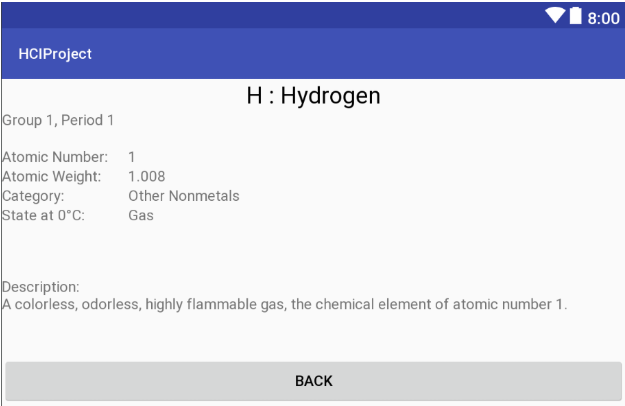 8:00
HCIProject
H : Hydrogen
Group 1, Period 1
Atomic Number: 1
Atomic Weight: 1.008
Category: Other Nonmetals
State at 0°C: Gas
Description:
A colorless, odorless, highly flammable gas, the chemical element of atomic number 1.
BACK